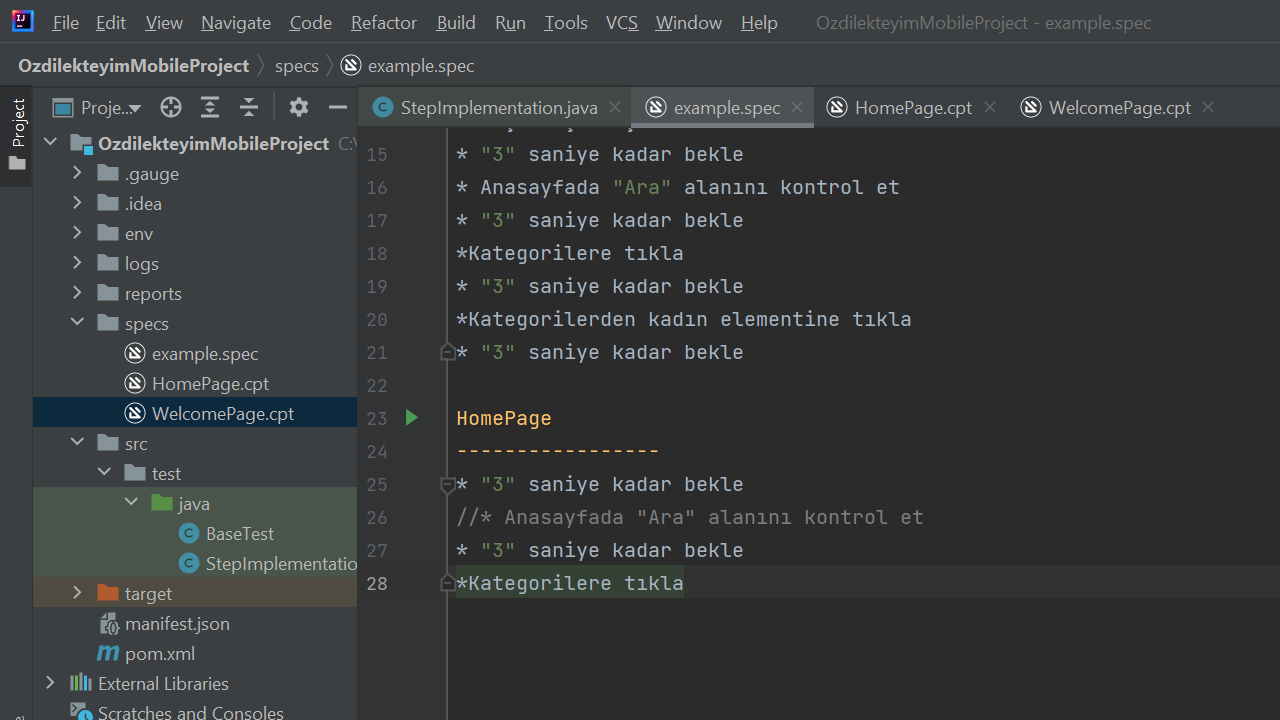 File Edit View Navigate Code Refactor Build Run Tools VCS Window Help OzdilekteyimMobileProject - example.spec
OzdilekteyimMobileProject specs example.spec
Project
Proje...
StepImplementation.java example.spec HomePage.cpt WelcomePage.cpt
OzdilekteyimMobileProject
.gauge
.idea
env
logs
reports
specs
example.spec
HomePage.cpt
WelcomePage.cpt
src
test
java
BaseTest
StepImplementatio
target
manifest.json
pom.xml
External Libraries
Scratches and Consoles
15 * "3" saniye kadar bekle
16 * Anasayfada "Ara" alanını kontrol et
17 * "3" saniye kadar bekle
18 *Kategorilere tıkla
19 * "3" saniye kadar bekle
20 *Kategorilerden kadın elementine tıkla
21 * "3" saniye kadar bekle
22
23 HomePage
24 -----------------
25 * "3" saniye kadar bekle
26 //* Anasayfada "Ara" alanını kontrol et
27 * "3" saniye kadar bekle
28 *Kategorilere tıkla